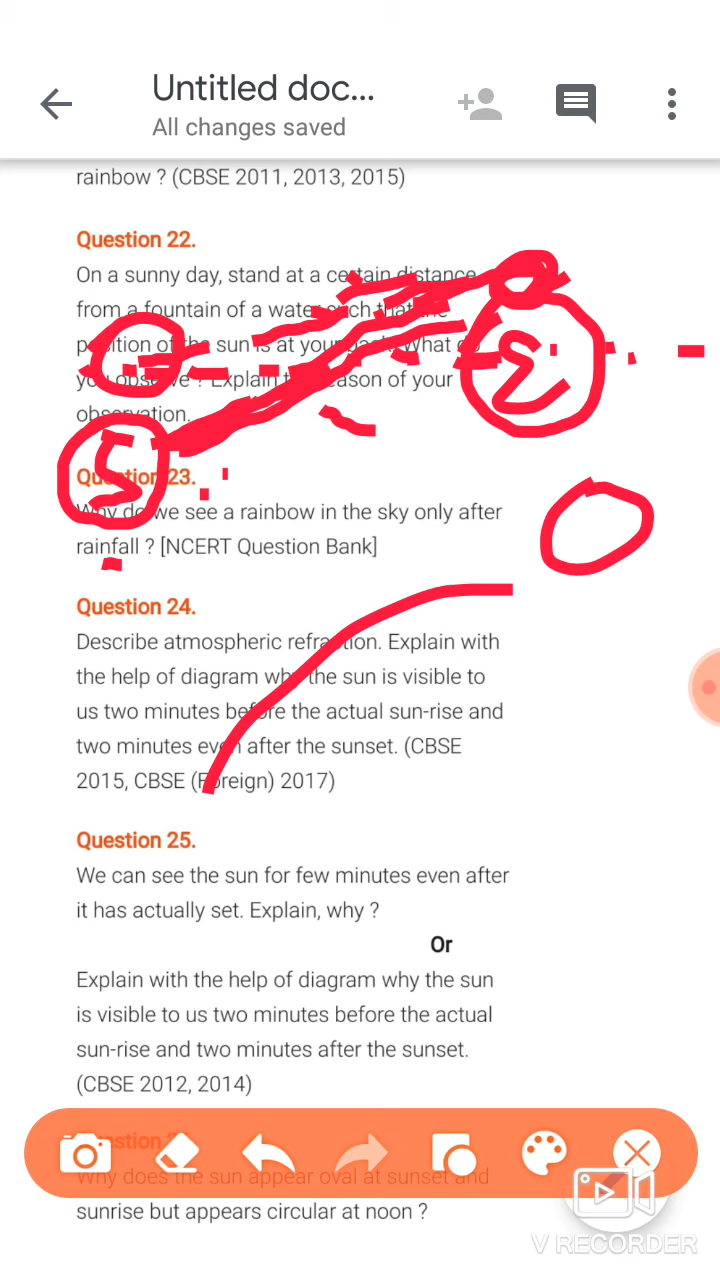 Untitled doc...
All changes saved
rainbow ? (CBSE 2011, 2013, 2015)
Question 22.
On a sunny day, stand at a certain distance
from a fountain of a water such that the
position of the sun is at your back. What do
you observe ? Explain the reason of your
observation.
5
Question 23.
Why do we see a rainbow in the sky only after
rainfall ? [NCERT Question Bank]
Question 24.
Describe atmospheric refraction. Explain with
the help of diagram why the sun is visible to
us two minutes before the actual sun-rise and
two minutes even after the sunset. (CBSE
2015, CBSE (Foreign) 2017)
Question 25.
We can see the sun for few minutes even after
it has actually set. Explain, why ?
Or
Explain with the help of diagram why the sun
is visible to us two minutes before the actual
sun-rise and two minutes after the sunset.
(CBSE 2012, 2014)
Question
Why does the sun appear oval at sunset and
sunrise but appears circular at noon ?
V RECORDER